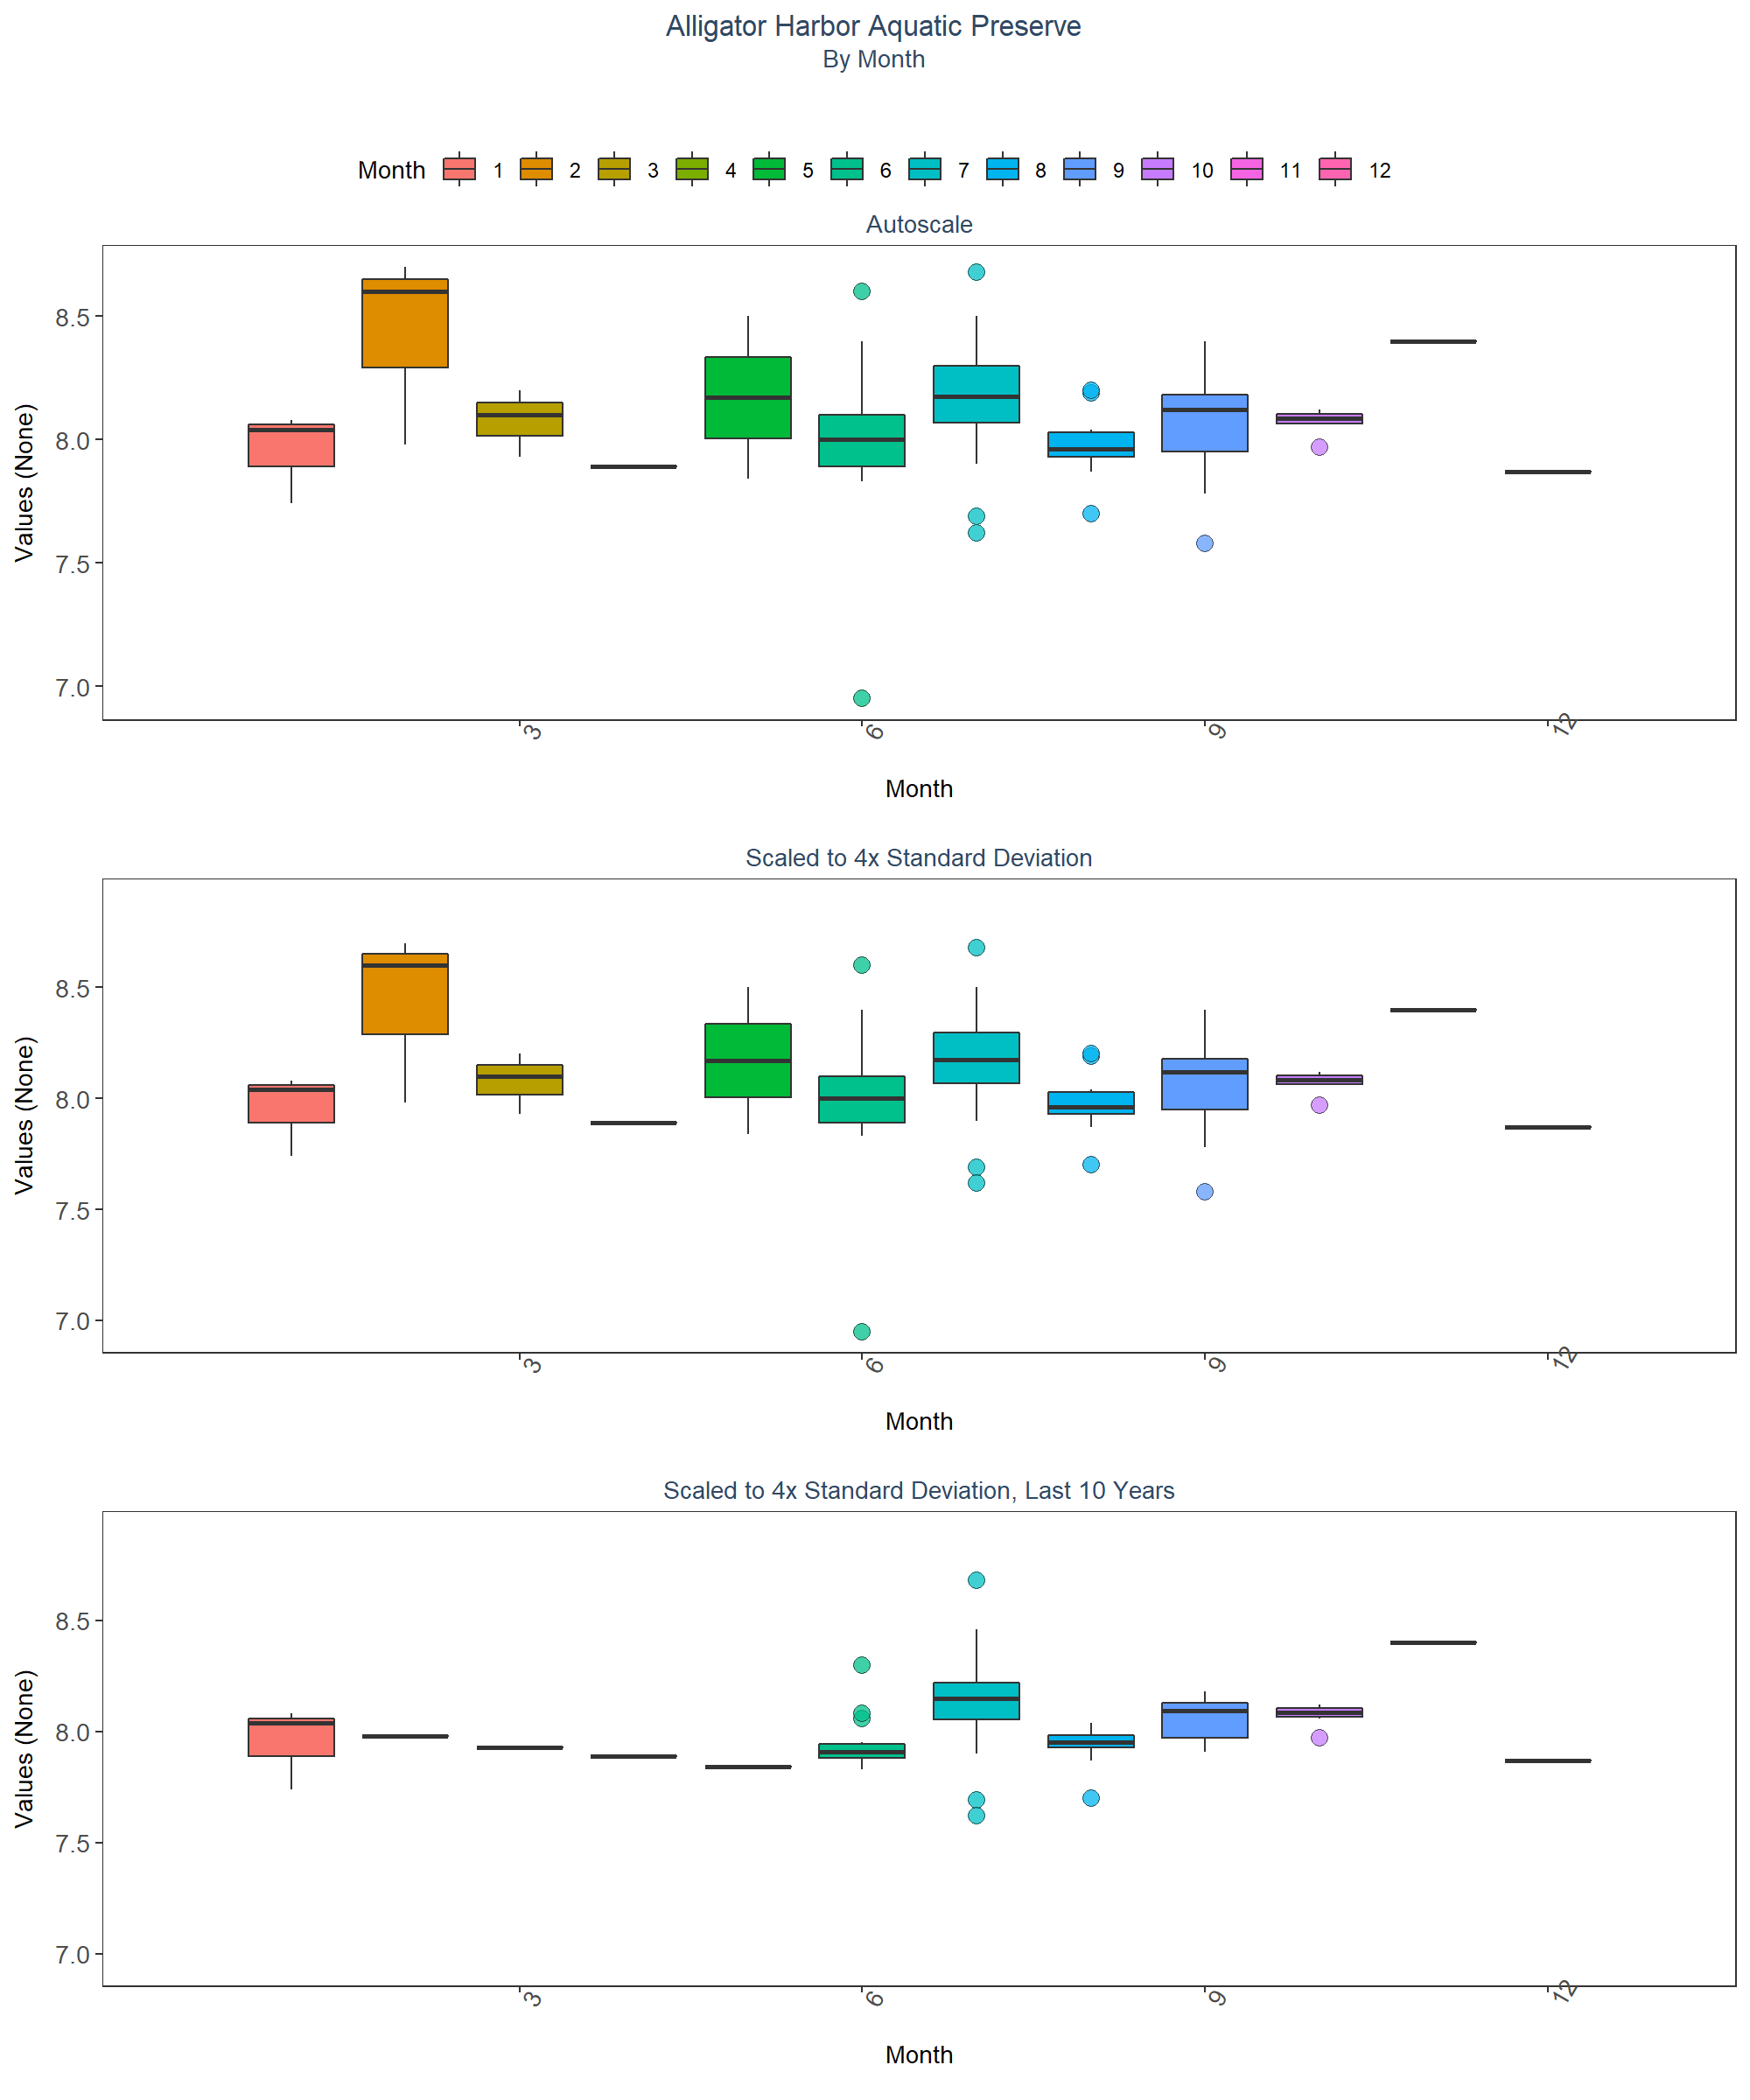 Alligator Harbor Aquatic Preserve
By Month
Month 1 2 3 4 5 6 7 8 9 10 11 12
Autoscale
Values (None)
8.5
8.0
7.5
7.0
3 6 9 12
Month
Scaled to 4x Standard Deviation
Values (None)
8.5
8.0
7.5
7.0
3 6 9 12
Month
Scaled to 4x Standard Deviation, Last 10 Years
Values (None)
8.5
8.0
7.5
7.0
3 6 9 12
Month